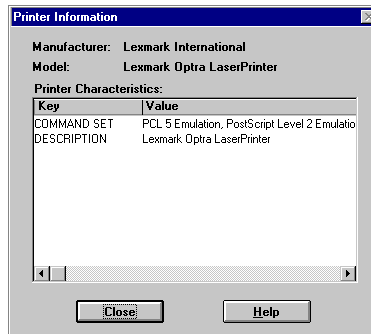 Printer Information
Manufacturer: Lexmark International
Model: Lexmark Optra LaserPrinter
Printer Characteristics:
Key Value
COMMAND SET PCL 5 Emulation, PostScript Level 2 Emulatio
DESCRIPTION Lexmark Optra LaserPrinter
Close Help